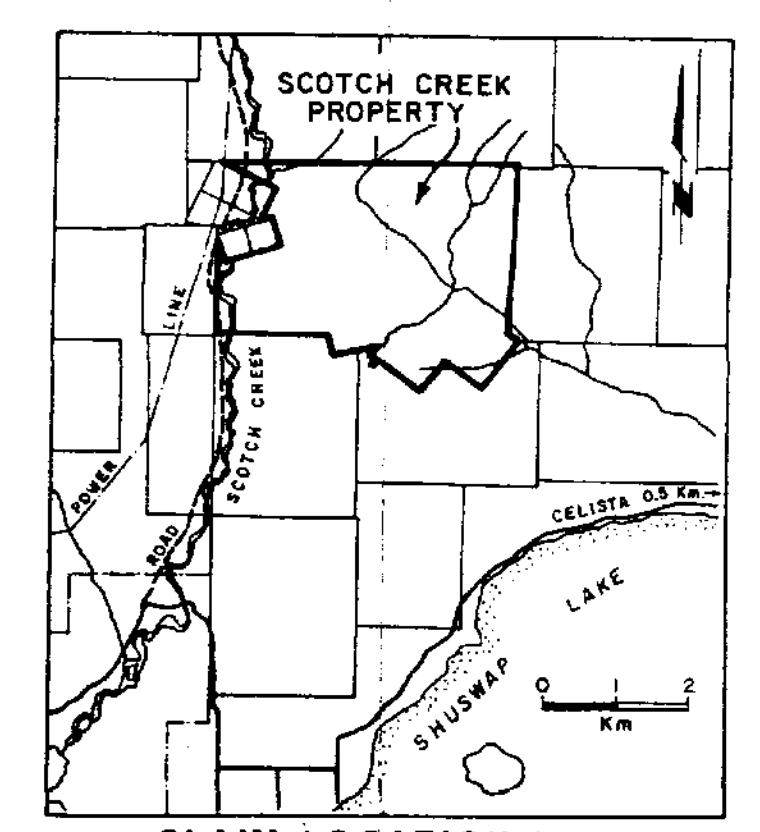 SCOTCH CREEK
PROPERTY
LINE
SCOTCH CREEK
POWER
ROAD
CELISTA 0.5 Km.
LAKE
SHUSWAP
0 1 2
Km